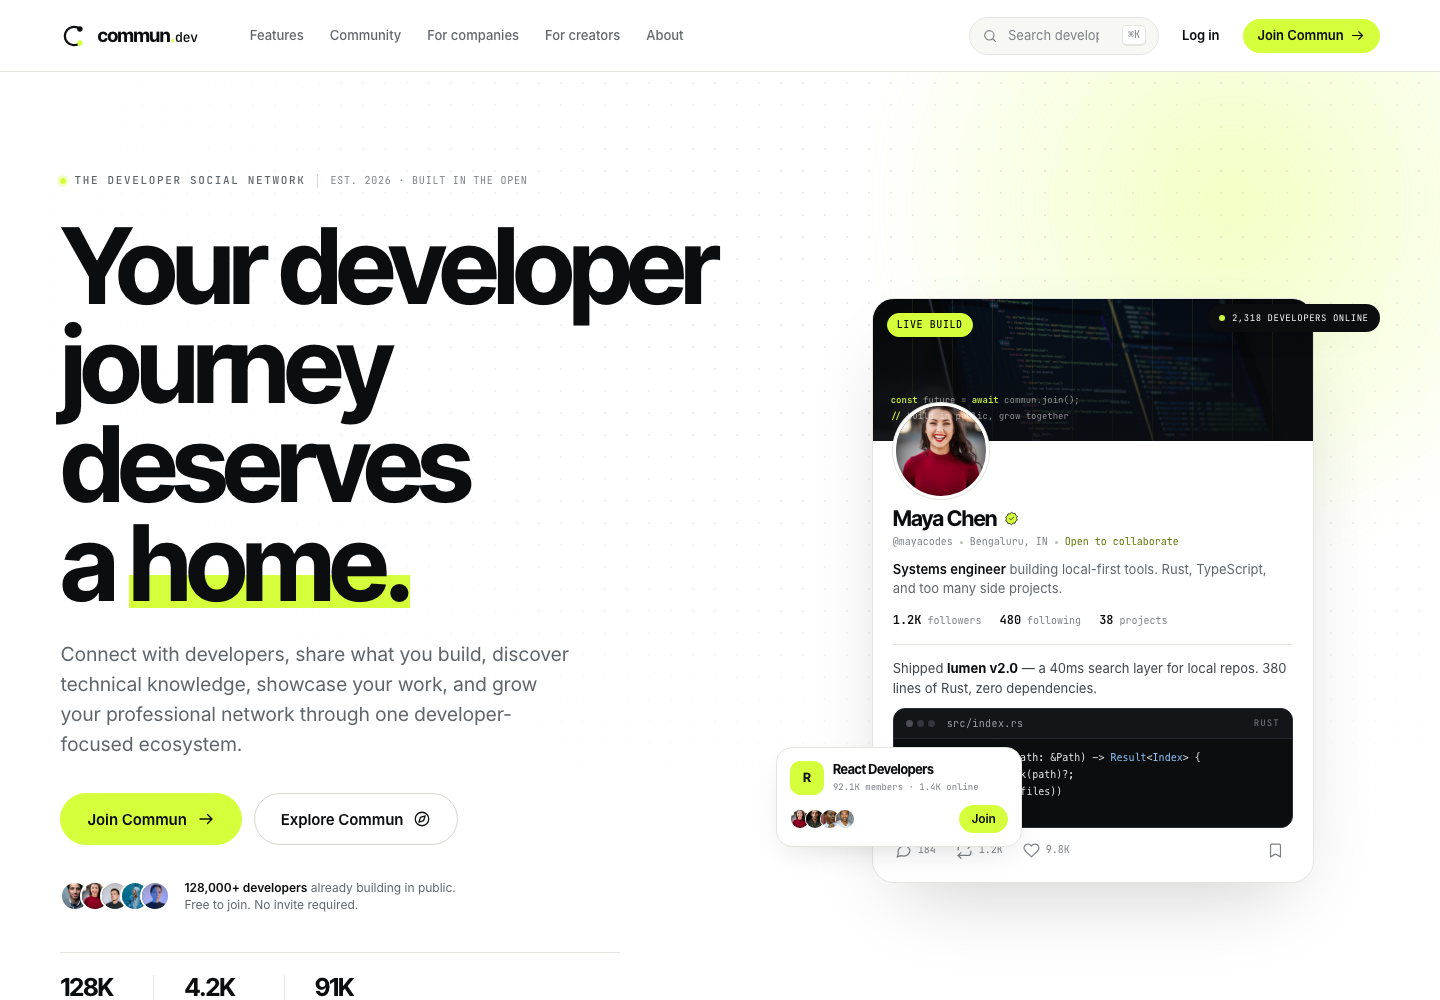 commun.dev
Features
Community
For companies
For creators
About
Search develop
⌘K
Log in
Join Commun →
THE DEVELOPER SOCIAL NETWORK
EST. 2026 · BUILT IN THE OPEN
Your developer
journey
deserves
a home.
Connect with developers, share what you build, discover
technical knowledge, showcase your work, and grow
your professional network through one developer-
focused ecosystem.
Join Commun →
Explore Commun
128,000+ developers already building in public.
Free to join. No invite required.
128K
4.2K
91K
LIVE BUILD
2,318 DEVELOPERS ONLINE
const future = await commun.join();
// grow together
Maya Chen
@mayacodes • Bengaluru, IN • Open to collaborate
Systems engineer building local-first tools. Rust, TypeScript,
and too many side projects.
1.2K followers 480 following 38 projects
Shipped lumen v2.0 — a 40ms search layer for local repos. 380
lines of Rust, zero dependencies.
src/index.rs
RUST
ath: &Path) -> Result<Index> {
k(path)?;
files))
React Developers
92.1K members · 1.4K online
R
Join
184
1.2K
9.8K